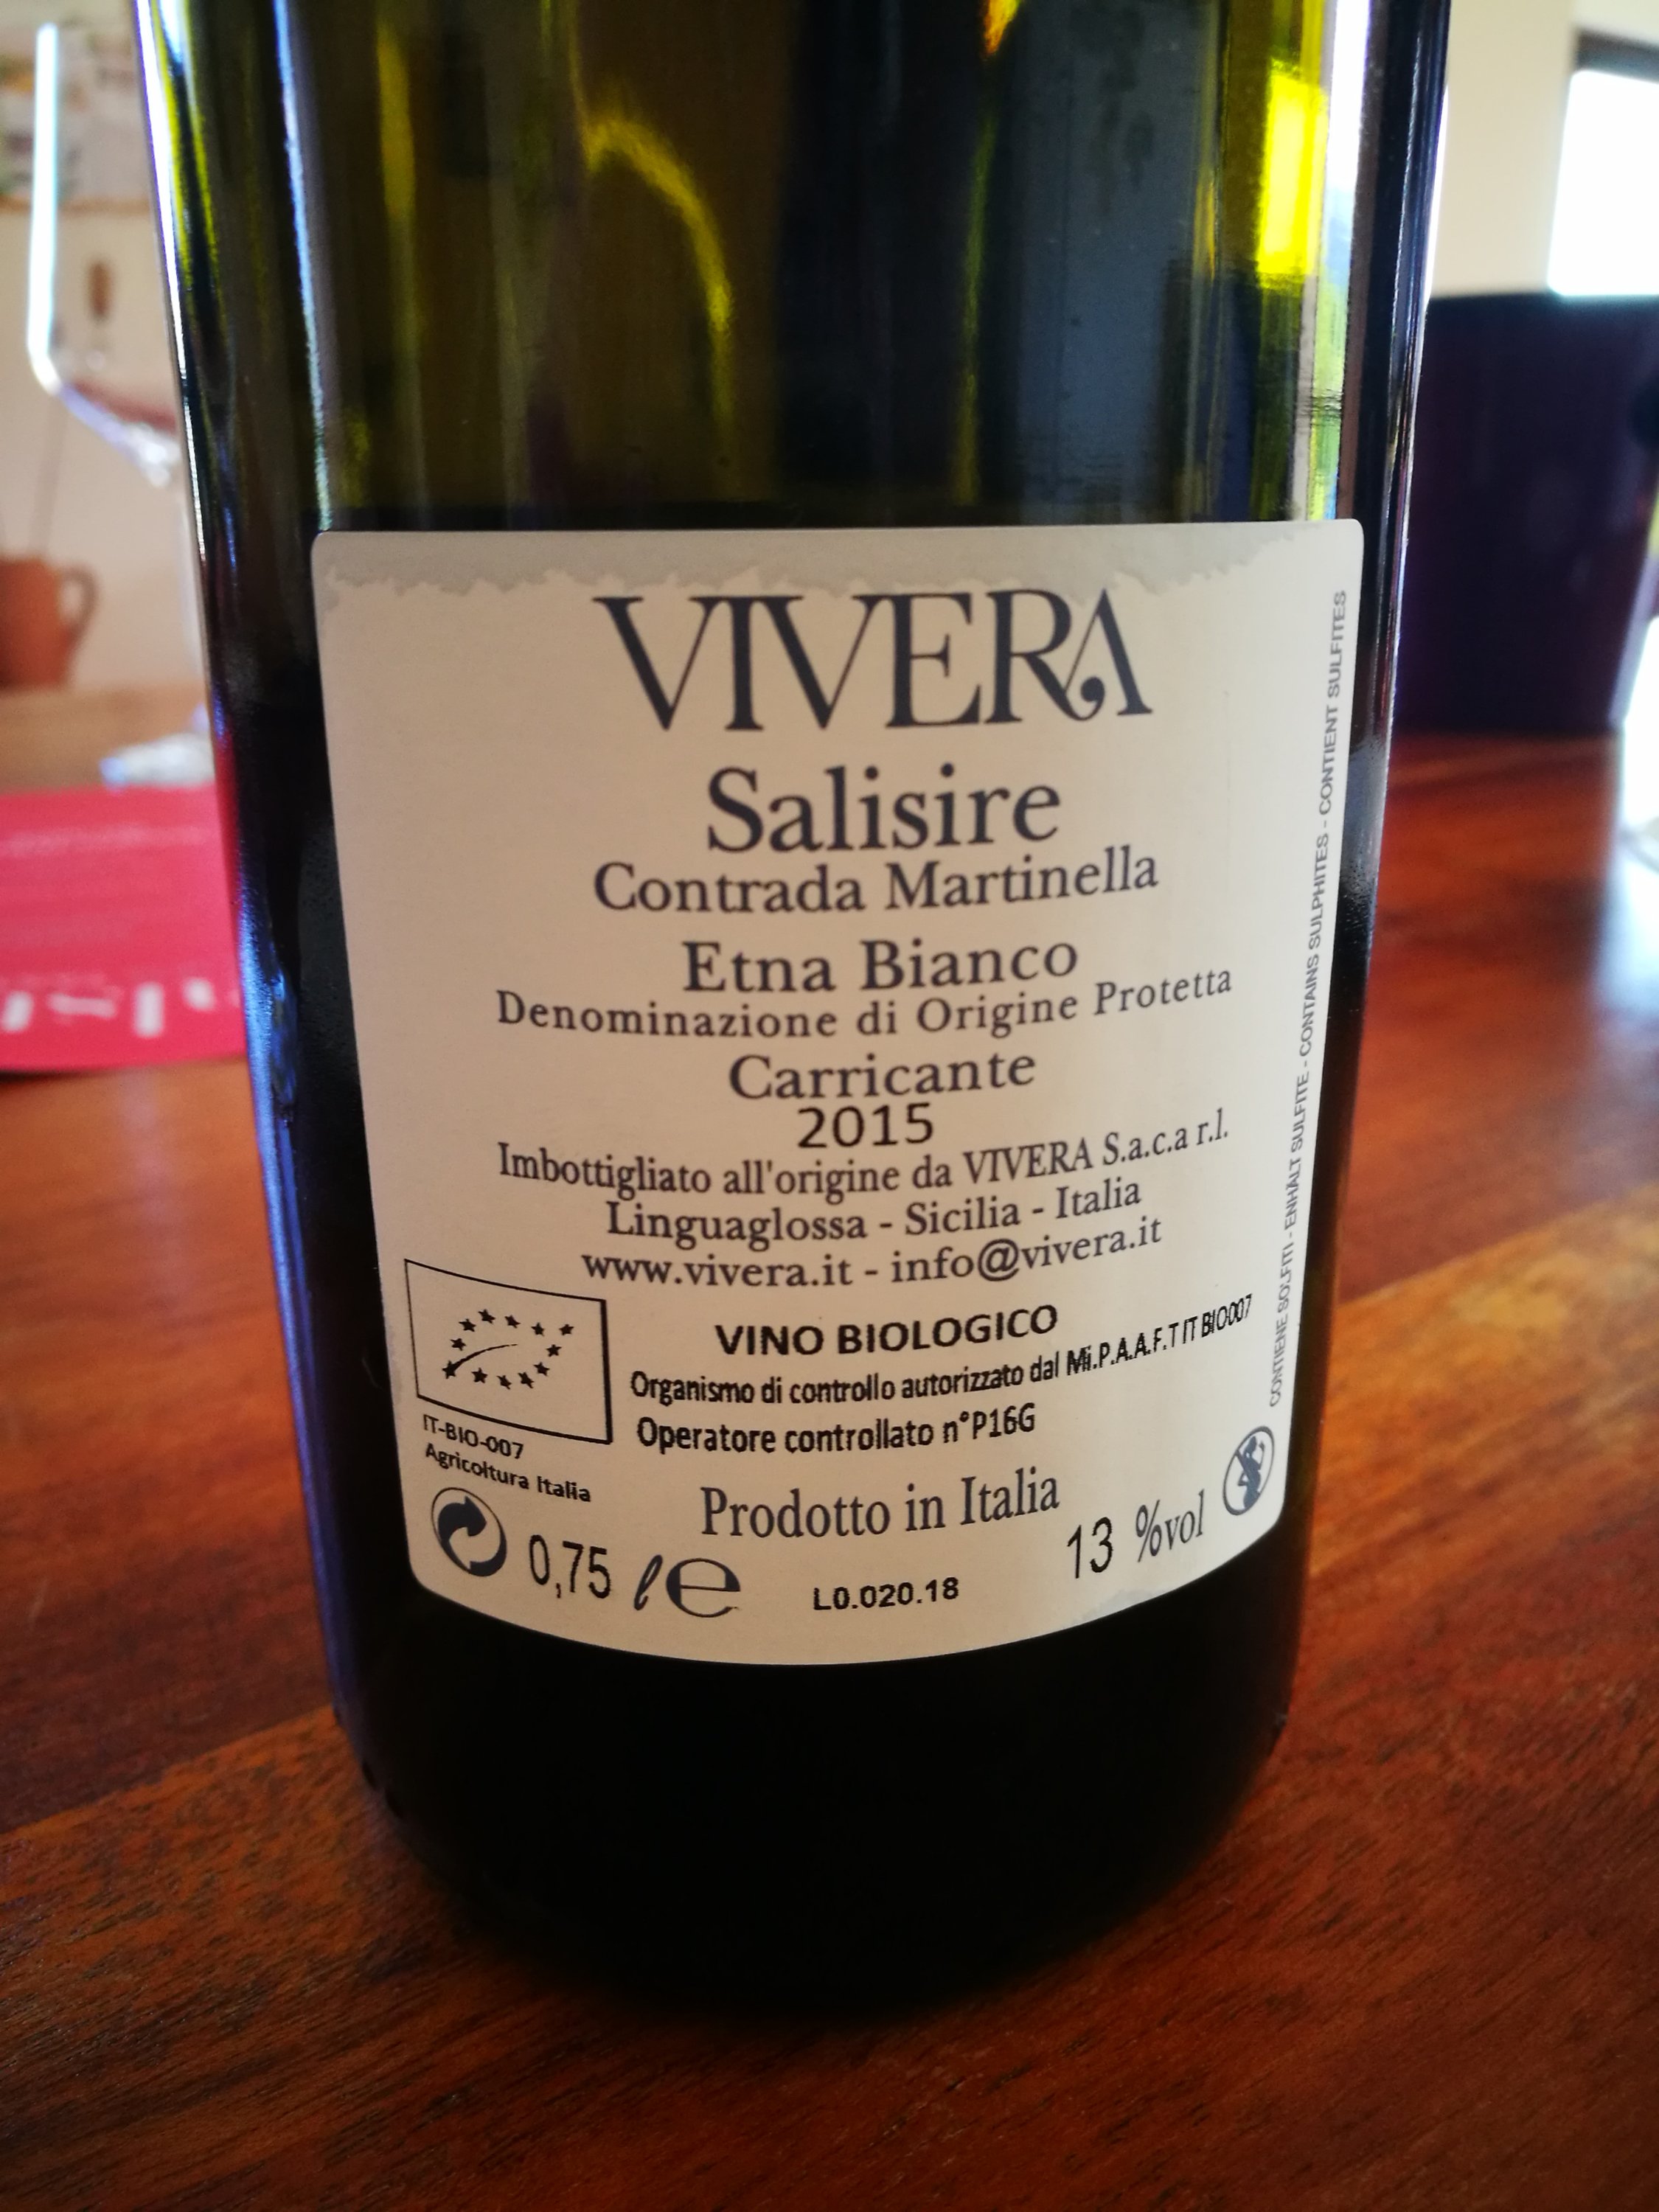 VIVERA
Salisire
Contrada Martinella
Etna Bianco
Denominazione di Origine Protetta
Carricante
2015
Imbottigliato all'origine da VIVERA S.a.c.a r.l.
Linguaglossa - Sicilia - Italia
www.vivera.it - info@vivera.it
VINO BIOLOGICO
Organismo di controllo autorizzato dal Mi.P.A.A.F.T IT BIO007
Operatore controllato n°P16G
IT-BIO-007
Agricoltura Italia
Prodotto in Italia
0,75 ℓ e
L0.020.18
13 %vol
CONTIENE SOLFITI - ENHÄLT SULFITE - CONTAINS SULPHITES - CONTIENT SULFITES